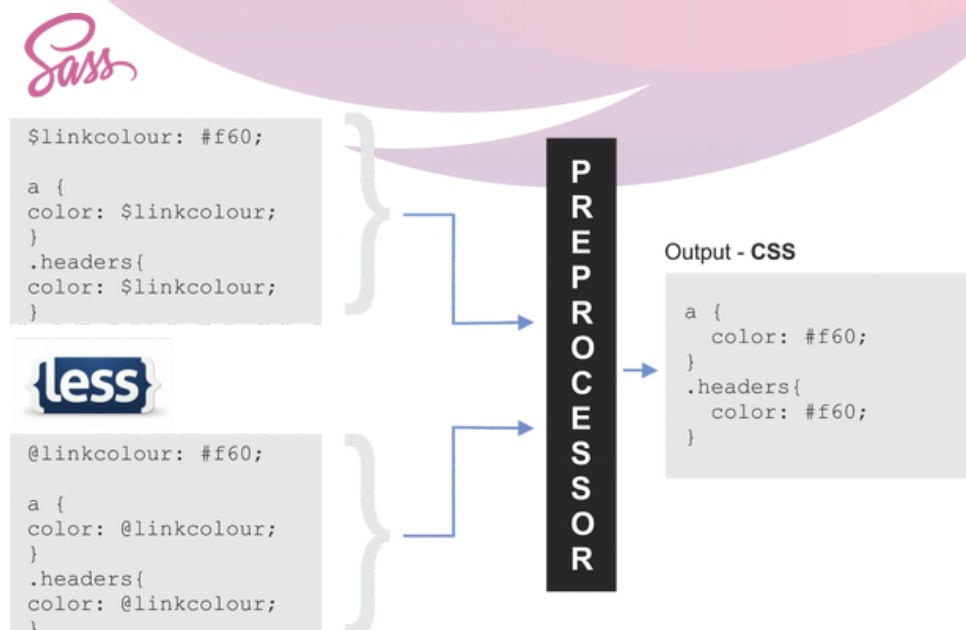 Sass
$linkcolour: #f60;
a {
color: $linkcolour;
}
.headers{
color: $linkcolour;
}
{less}
@linkcolour: #f60;
a {
color: @linkcolour;
}
.headers{
color: @linkcolour;
}
PREPROCESSOR
Output - CSS
a {
color: #f60;
}
.headers{
color: #f60;
}